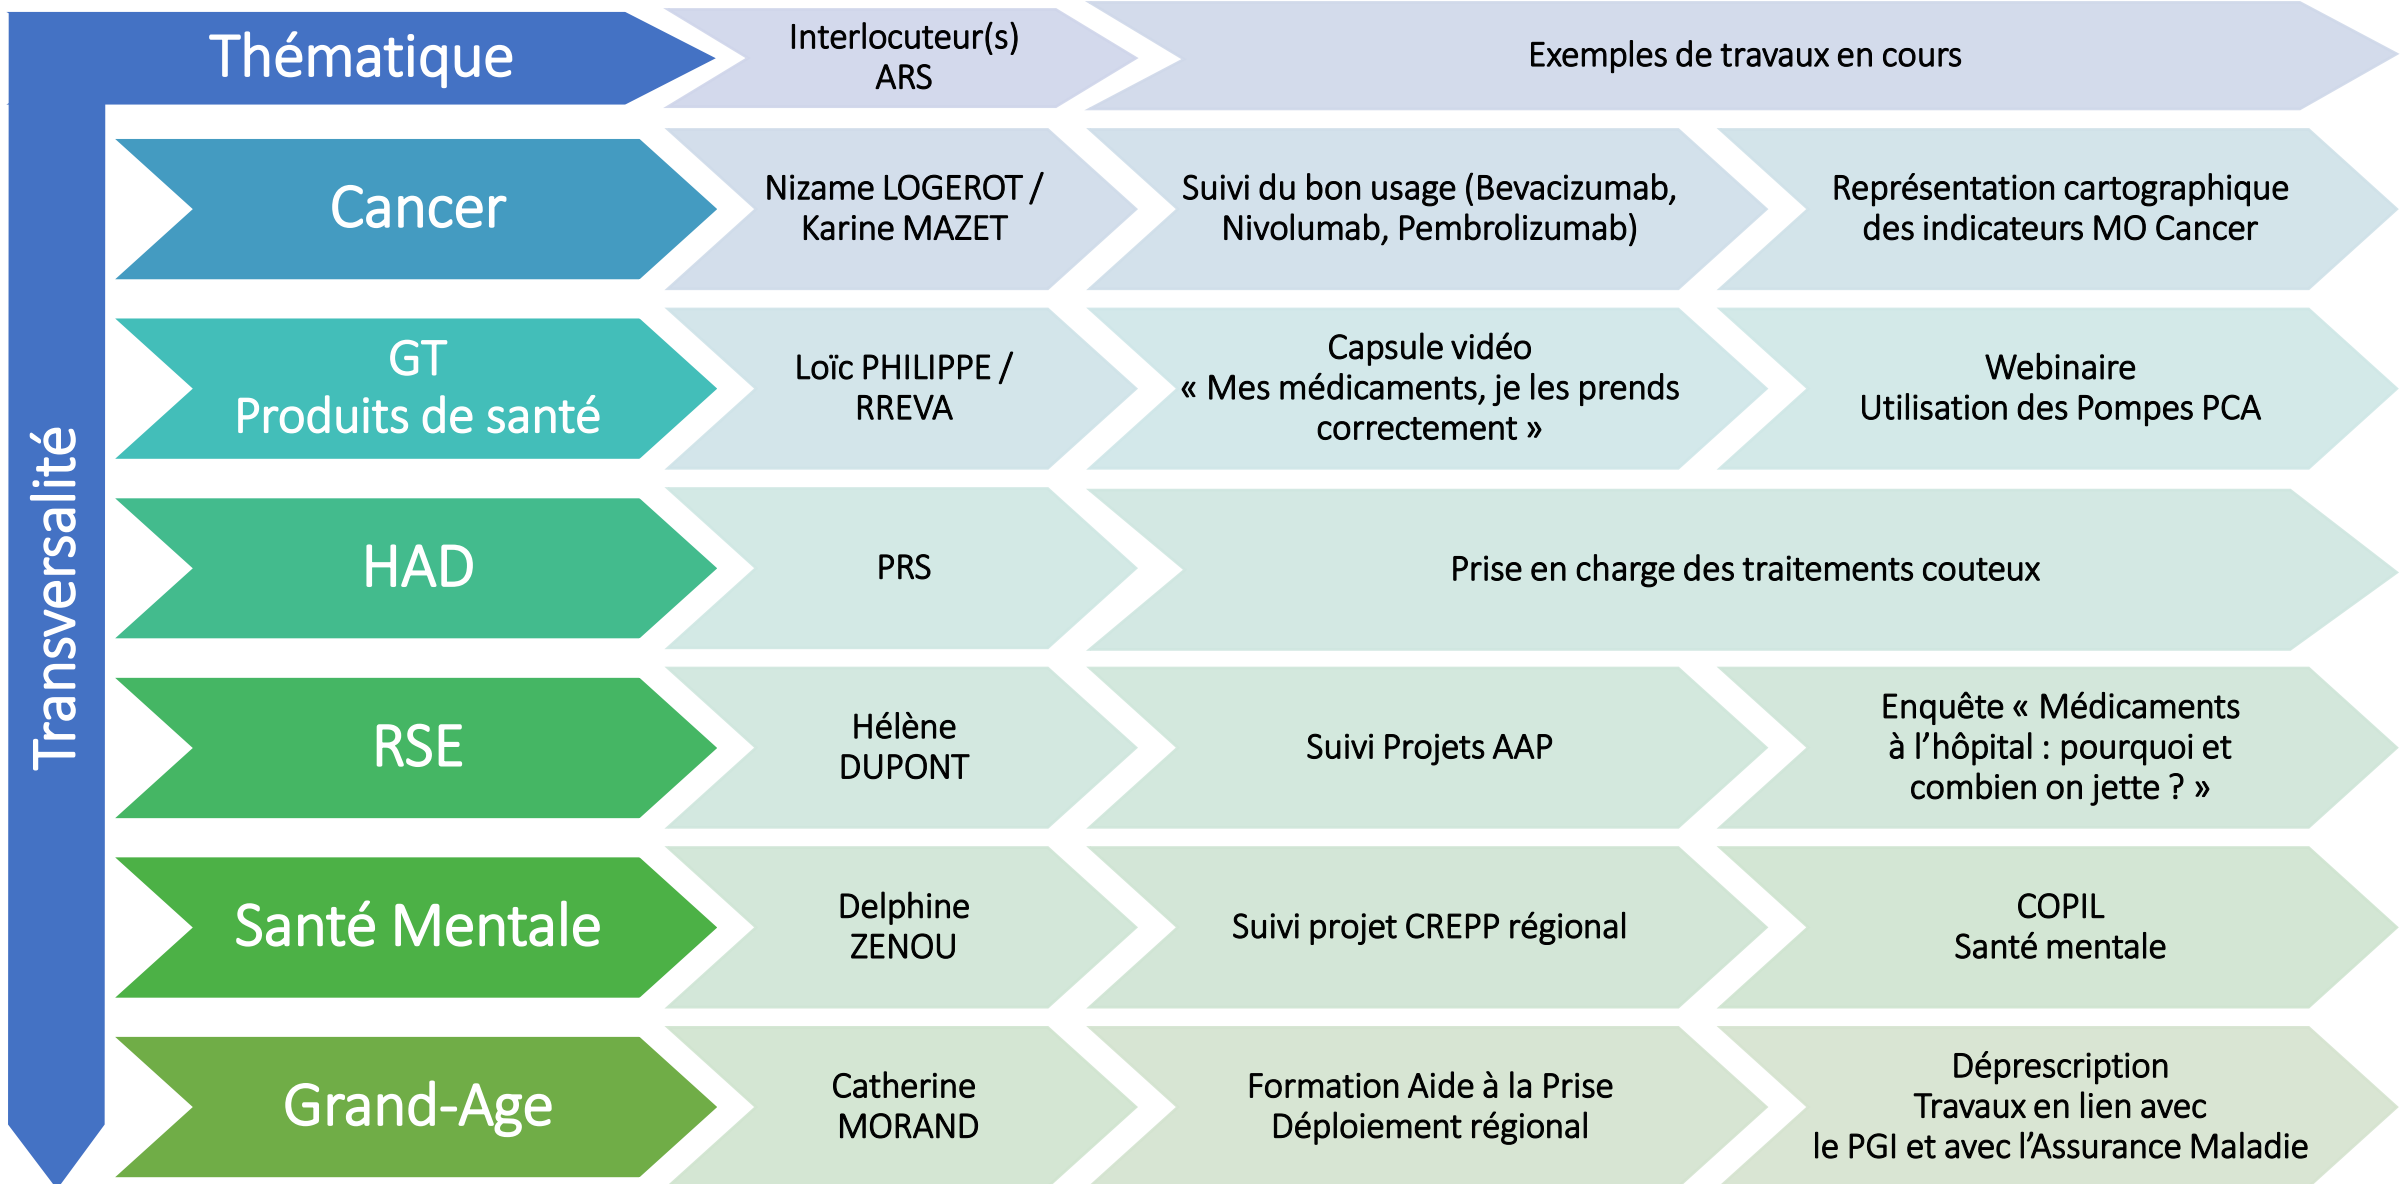 Thématique
Interlocuteur(s)
ARS
Exemples de travaux en cours
Transversalité
Cancer
Nizame LOGEROT /
Karine MAZET
Suivi du bon usage (Bevacizumab,
Nivolumab, Pembrolizumab)
Représentation cartographique
des indicateurs MO Cancer
GT
Produits de santé
Loïc PHILIPPE /
RREVA
Capsule vidéo
« Mes médicaments, je les prends
correctement »
Webinaire
Utilisation des Pompes PCA
HAD
PRS
Prise en charge des traitements couteux
RSE
Hélène
DUPONT
Suivi Projets AAP
Enquête « Médicaments
à l’hôpital : pourquoi et
combien on jette ? »
Santé Mentale
Delphine
ZENOU
Suivi projet CREPP régional
COPIL
Santé mentale
Grand-Age
Catherine
MORAND
Formation Aide à la Prise
Déploiement régional
Déprescription
Travaux en lien avec
le PGI et avec l’Assurance Maladie